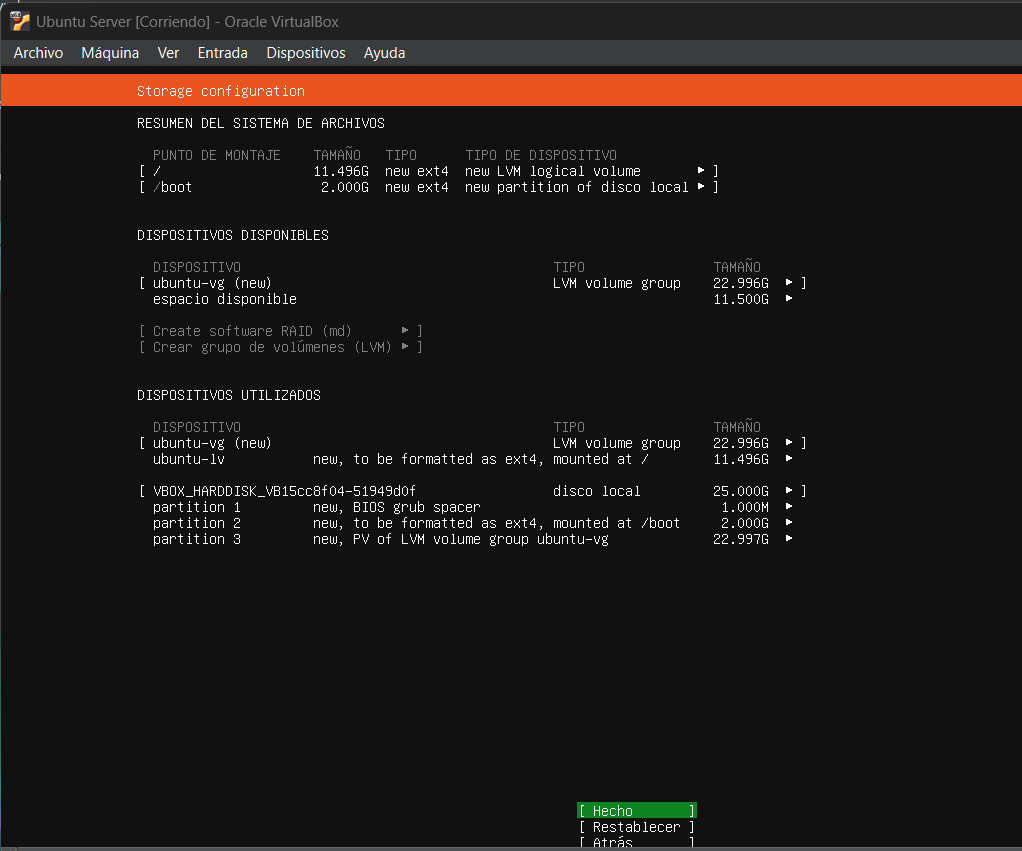 Ubuntu Server [Corriendo] - Oracle VirtualBox
Archivo Máquina Ver Entrada Dispositivos Ayuda
Storage configuration
RESUMEN DEL SISTEMA DE ARCHIVOS
PUNTO DE MONTAJE TAMAÑO TIPO TIPO DE DISPOSITIVO
[ / 11.496G new ext4 new LVM logical volume ▸ ]
[ /boot 2.000G new ext4 new partition of disco local ▸ ]
DISPOSITIVOS DISPONIBLES
DISPOSITIVO TIPO TAMAÑO
[ ubuntu-vg (new) LVM volume group 22.996G ▸ ]
espacio disponible 11.500G ▸
[ Create software RAID (md) ▸ ]
[ Crear grupo de volúmenes (LVM) ▸ ]
DISPOSITIVOS UTILIZADOS
DISPOSITIVO TIPO TAMAÑO
[ ubuntu-vg (new) LVM volume group 22.996G ▸ ]
ubuntu-lv new, to be formatted as ext4, mounted at / 11.496G ▸
[ VBOX_HARDDISK_VB15cc8f04-51949d0f disco local 25.000G ▸ ]
partition 1 new, BIOS grub spacer 1.000M ▸
partition 2 new, to be formatted as ext4, mounted at /boot 2.000G ▸
partition 3 new, PV of LVM volume group ubuntu-vg 22.997G ▸
[ Hecho ]
[ Restablecer ]
[ Atrás ]